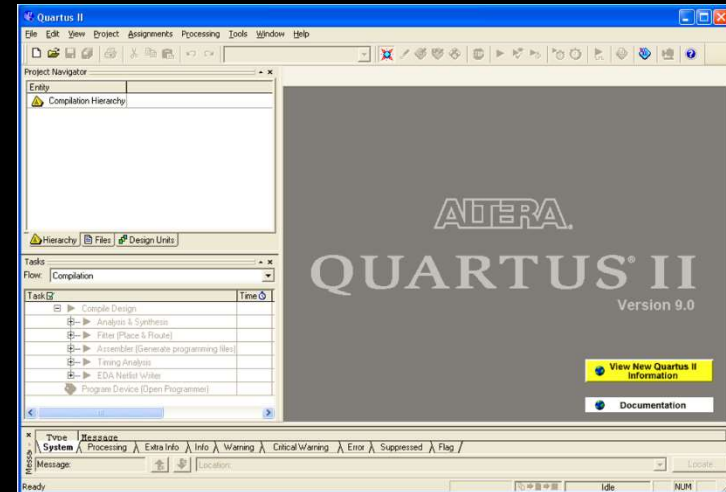 Quartus II
File Edit View Project Assignments Processing Tools Window Help
Project Navigator
Entity
Compilation Hierarchy
Hierarchy Files Design Units
Tasks
Flow: Compilation
Task Time
Compile Design
Analysis & Synthesis
Fitter (Place & Route)
Assembler (Generate programming files)
Timing Analysis
EDA Netlist Writer
Program Device (Open Programmer)
ALTERA.
QUARTUS® II
Version 9.0
View New Quartus II
Information
Documentation
Type Message
System Processing Extra Info Info Warning Critical Warning Error Suppressed Flag
Message: Location: Locate
Ready Idle NUM